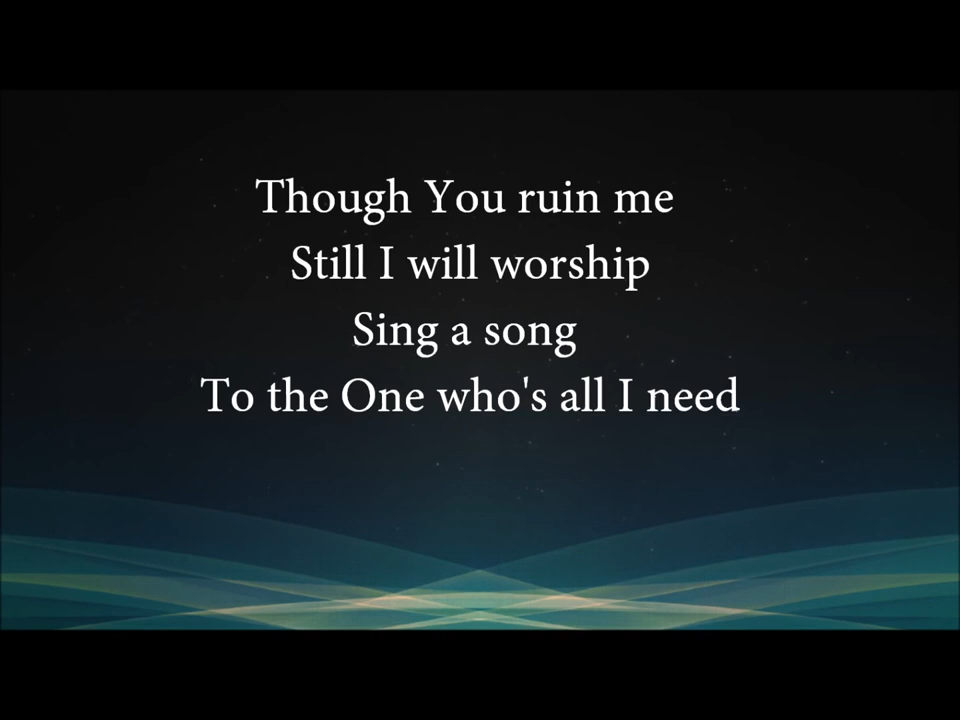 Though You ruin me
Still I will worship
Sing a song
To the One who's all I need